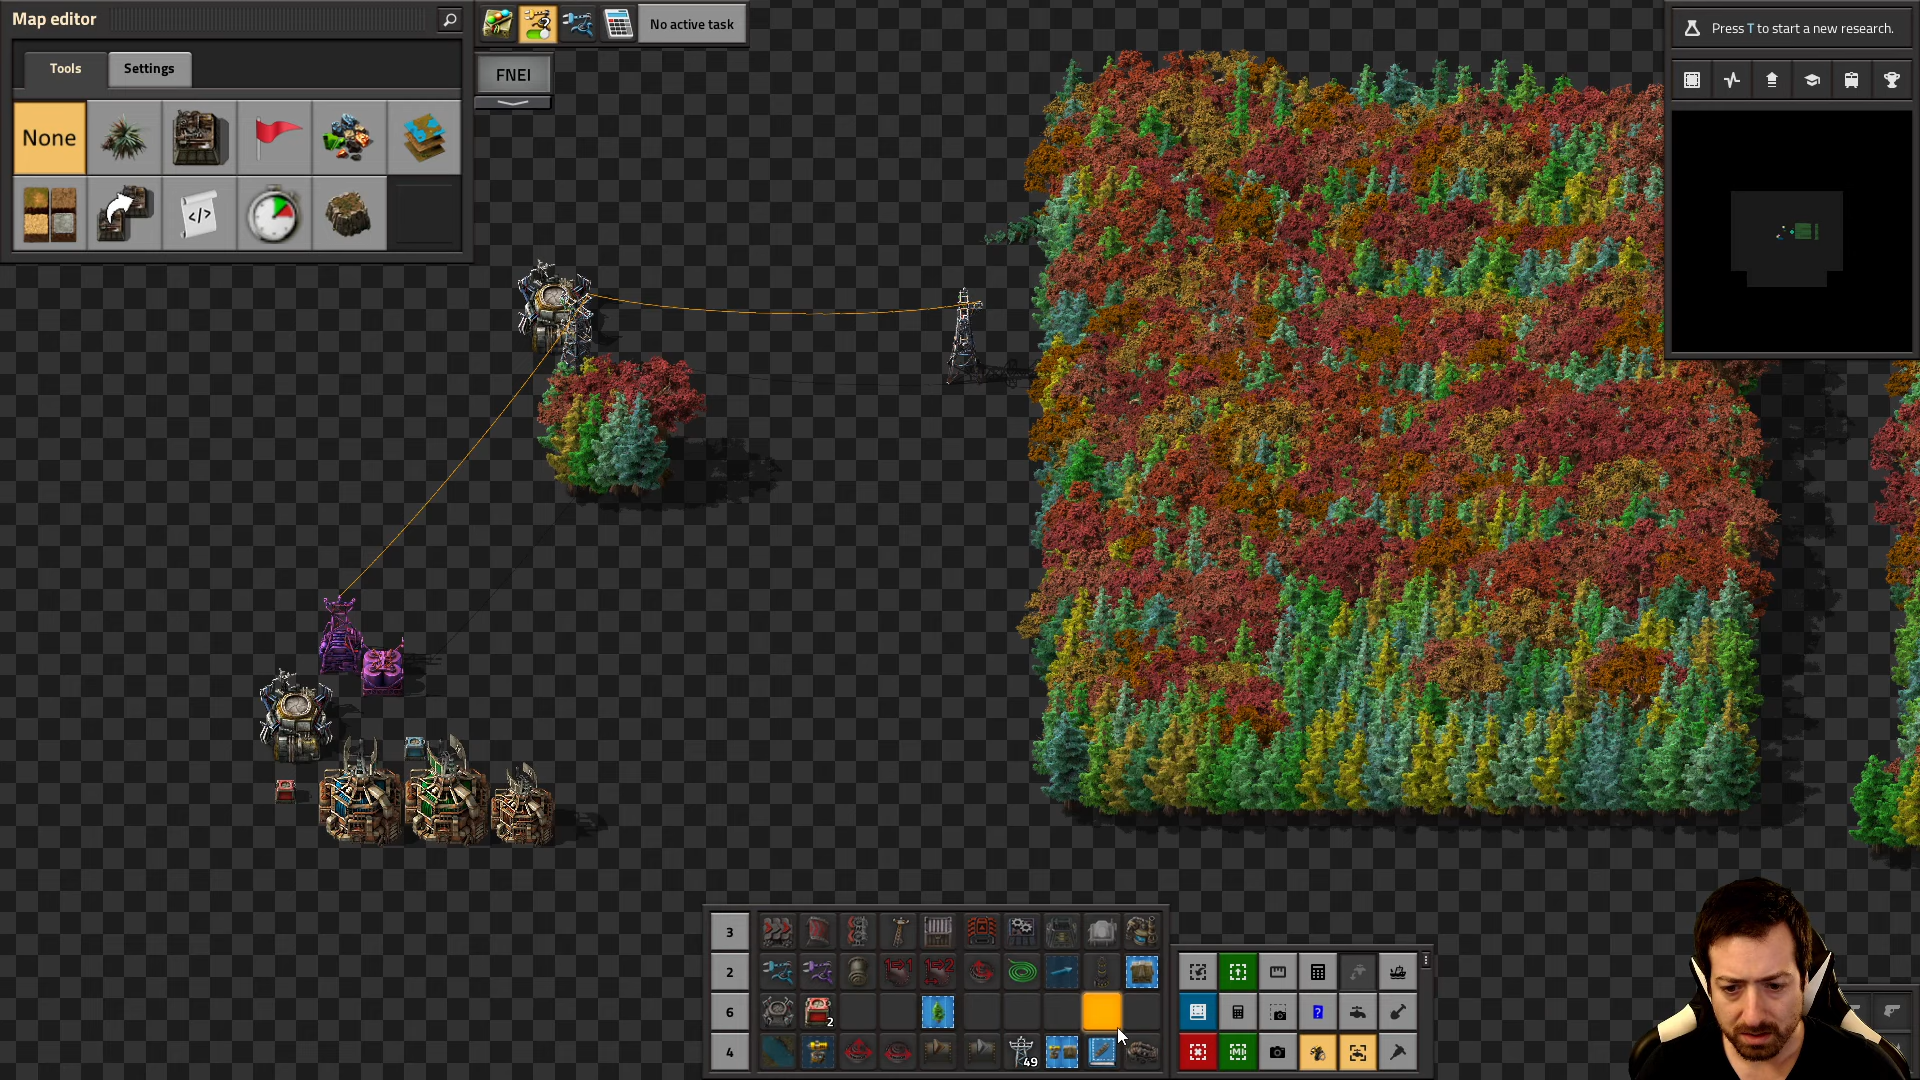 Map editor
Tools
Settings
None
</>
No active task
FNEI
Press T to start a new research.
3
2
6
2
4
49